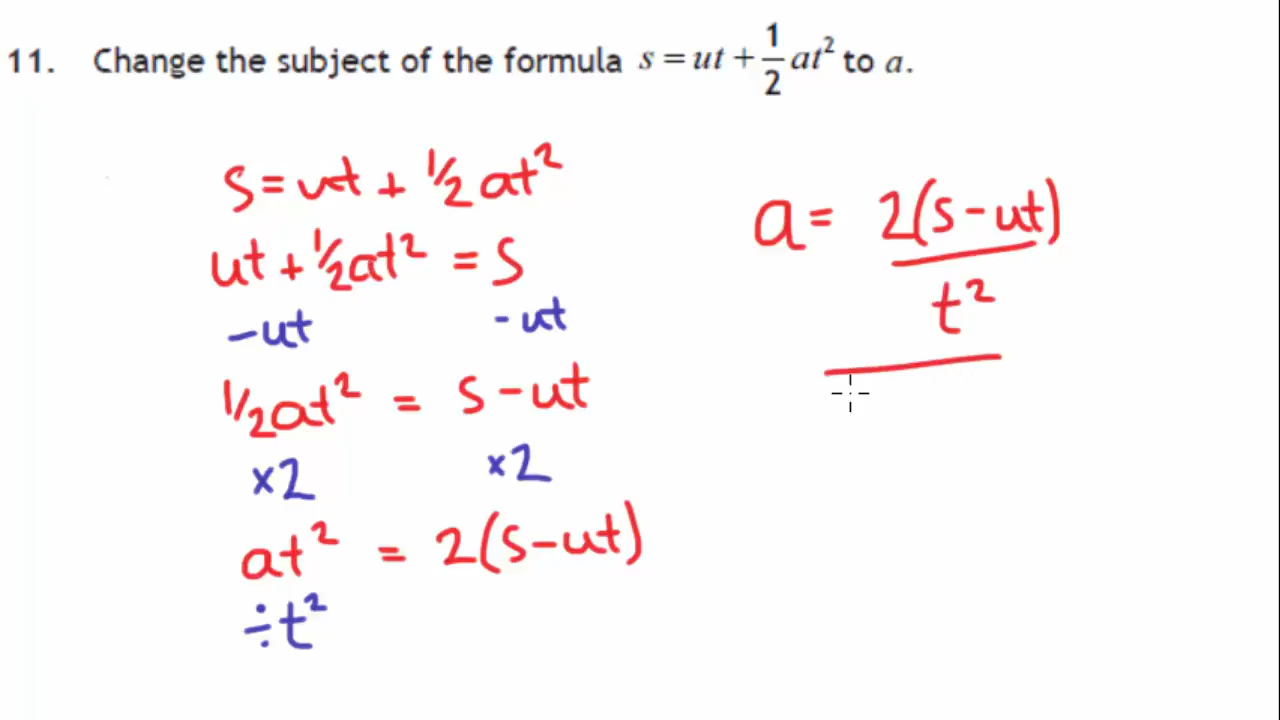 11. Change the subject of the formula s = ut + 1/2 at² to a.
s = ut + 1/2 at²
ut + 1/2 at² = s
-ut -ut
1/2 at² = s - ut
×2 ×2
at² = 2(s - ut)
÷t²
a = 2(s - ut)
t²